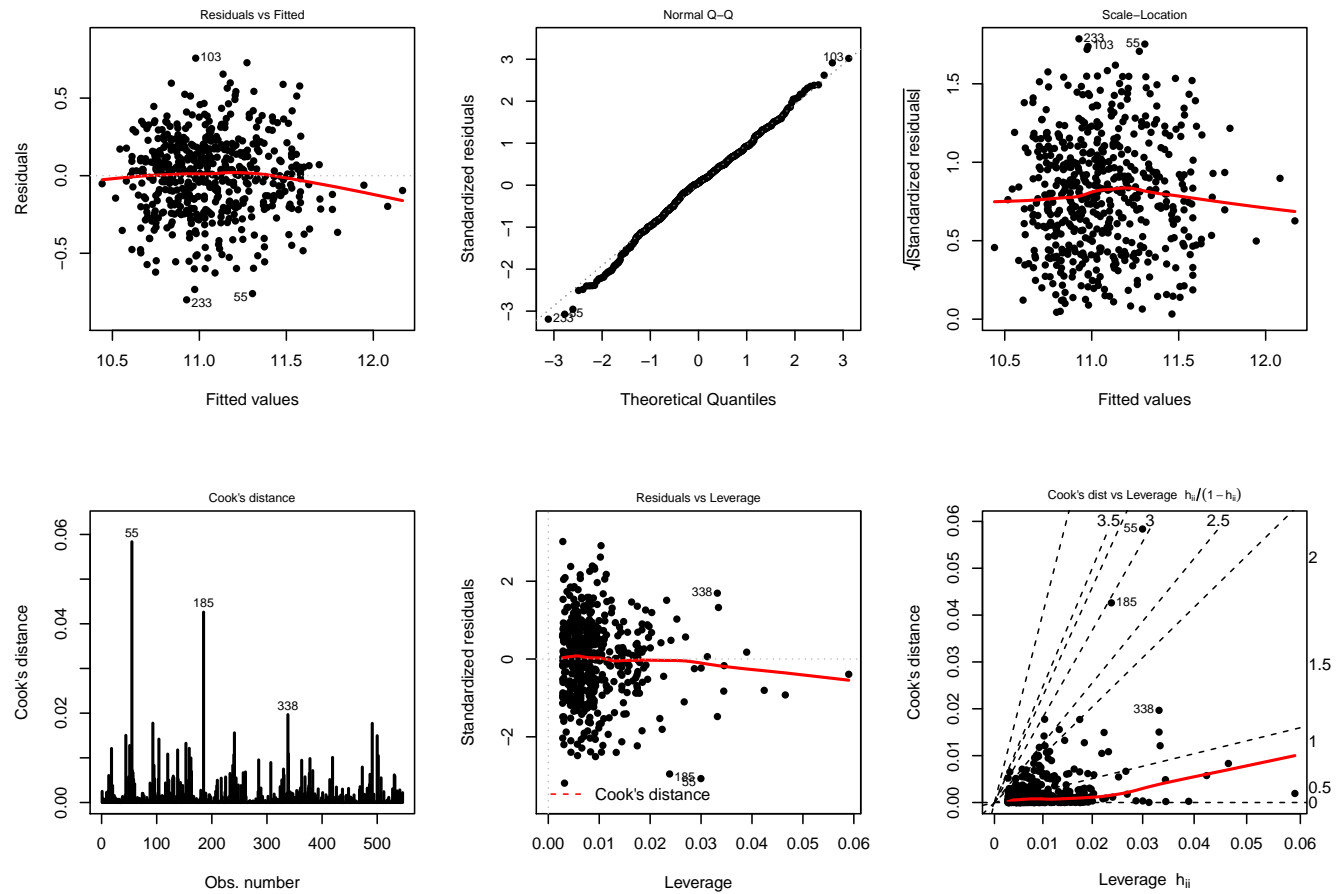 Residuals vs Fitted
Residuals
0.5
0.0
−0.5
103
233
55
10.5 11.0 11.5 12.0
Fitted values
Normal Q−Q
Standardized residuals
3
2
1
0
−1
−2
−3
103
233
55
−3 −2 −1 0 1 2 3
Theoretical Quantiles
Scale−Location
√|Standardized residuals|
1.5
1.0
0.5
0.0
233
103
55
10.5 11.0 11.5 12.0
Fitted values
Cook's distance
Cook's distance
0.06
0.04
0.02
0.00
55
185
338
0 100 200 300 400 500
Obs. number
Residuals vs Leverage
Standardized residuals
2
0
−2
338
185
55
Cook's distance
0.00 0.01 0.02 0.03 0.04 0.05 0.06
Leverage
Cook's dist vs Leverage hᵢᵢ/(1−hᵢᵢ)
Cook's distance
0.06
0.05
0.04
0.03
0.02
0.01
0.00
3.5 3 2.5
55
185
338
2
1.5
1
0.5
0
0 0.01 0.02 0.03 0.04 0.05 0.06
Leverage hᵢᵢ